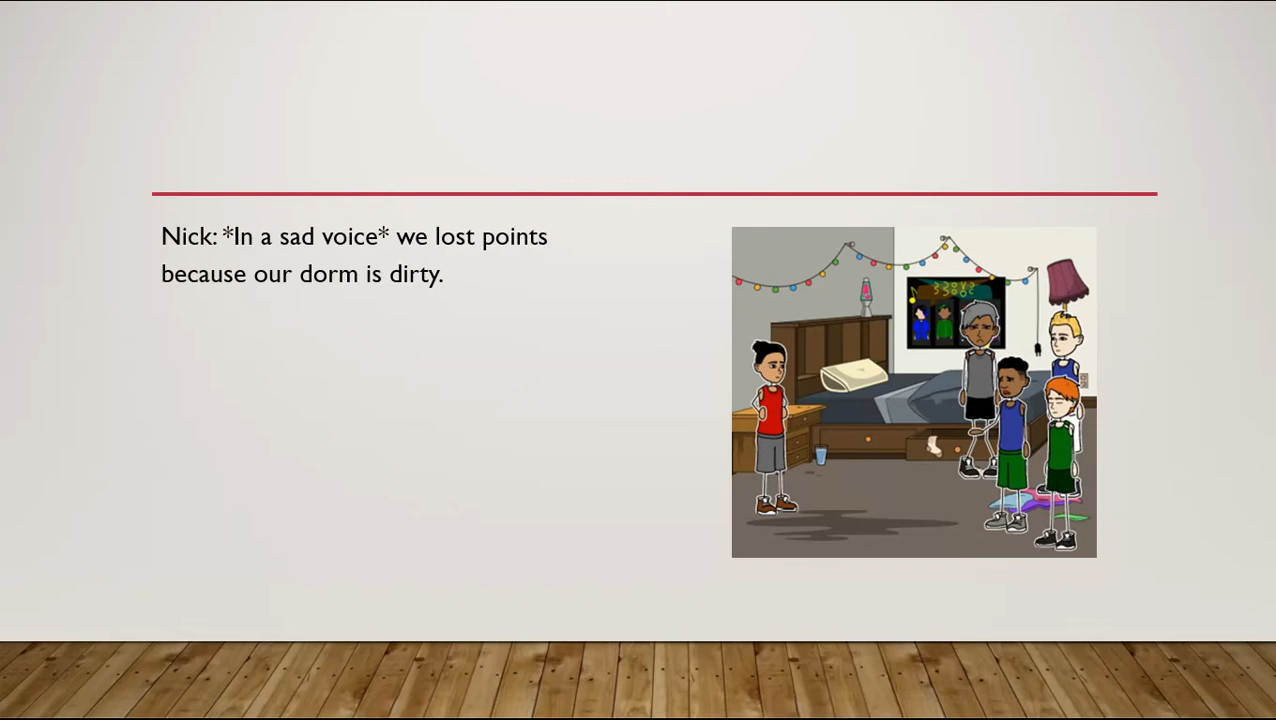 Nick: *In a sad voice* we lost points
because our dorm is dirty.